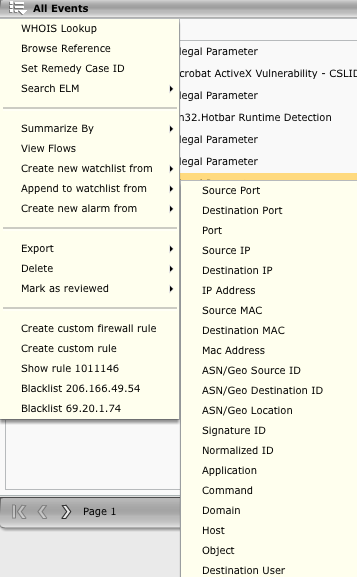 All Events
WHOIS Lookup
Browse Reference
Set Remedy Case ID
Search ELM
Summarize By
View Flows
Create new watchlist from
Append to watchlist from
Create new alarm from
Export
Delete
Mark as reviewed
Create custom firewall rule
Create custom rule
Show rule 1011146
Blacklist 206.166.49.54
Blacklist 69.20.1.74
legal Parameter
crobat ActiveX Vulnerability - CSLID
legal Parameter
n32.Hotbar Runtime Detection
legal Parameter
legal Parameter
Source Port
Destination Port
Port
Source IP
Destination IP
IP Address
Source MAC
Destination MAC
Mac Address
ASN/Geo Source ID
ASN/Geo Destination ID
ASN/Geo Location
Signature ID
Normalized ID
Application
Command
Domain
Host
Object
Destination User
Page 1